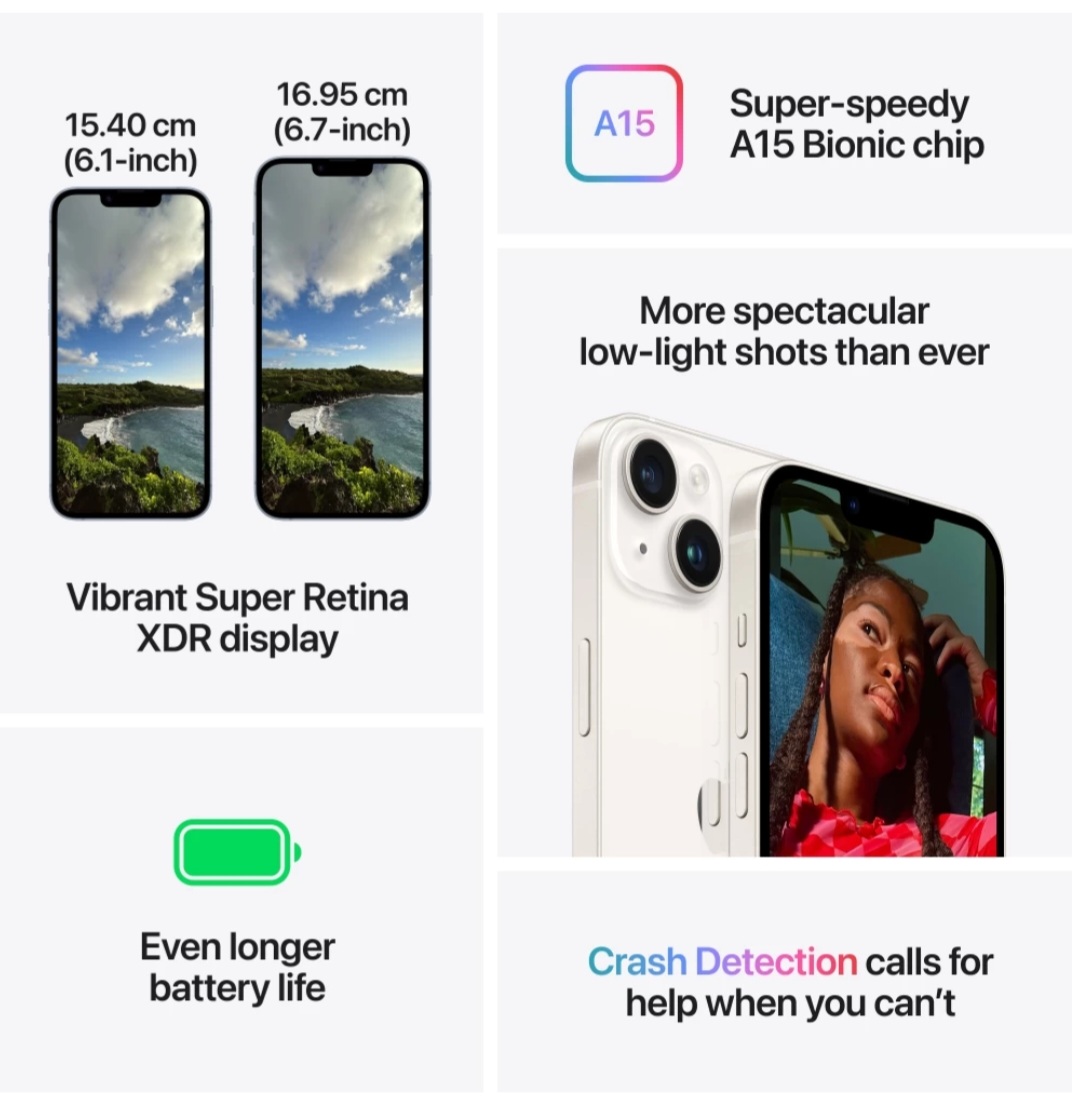 15.40 cm
(6.1-inch)
16.95 cm
(6.7-inch)
Vibrant Super Retina
XDR display
A15
Super-speedy
A15 Bionic chip
More spectacular
low-light shots than ever
Even longer
battery life
Crash Detection calls for
help when you can’t